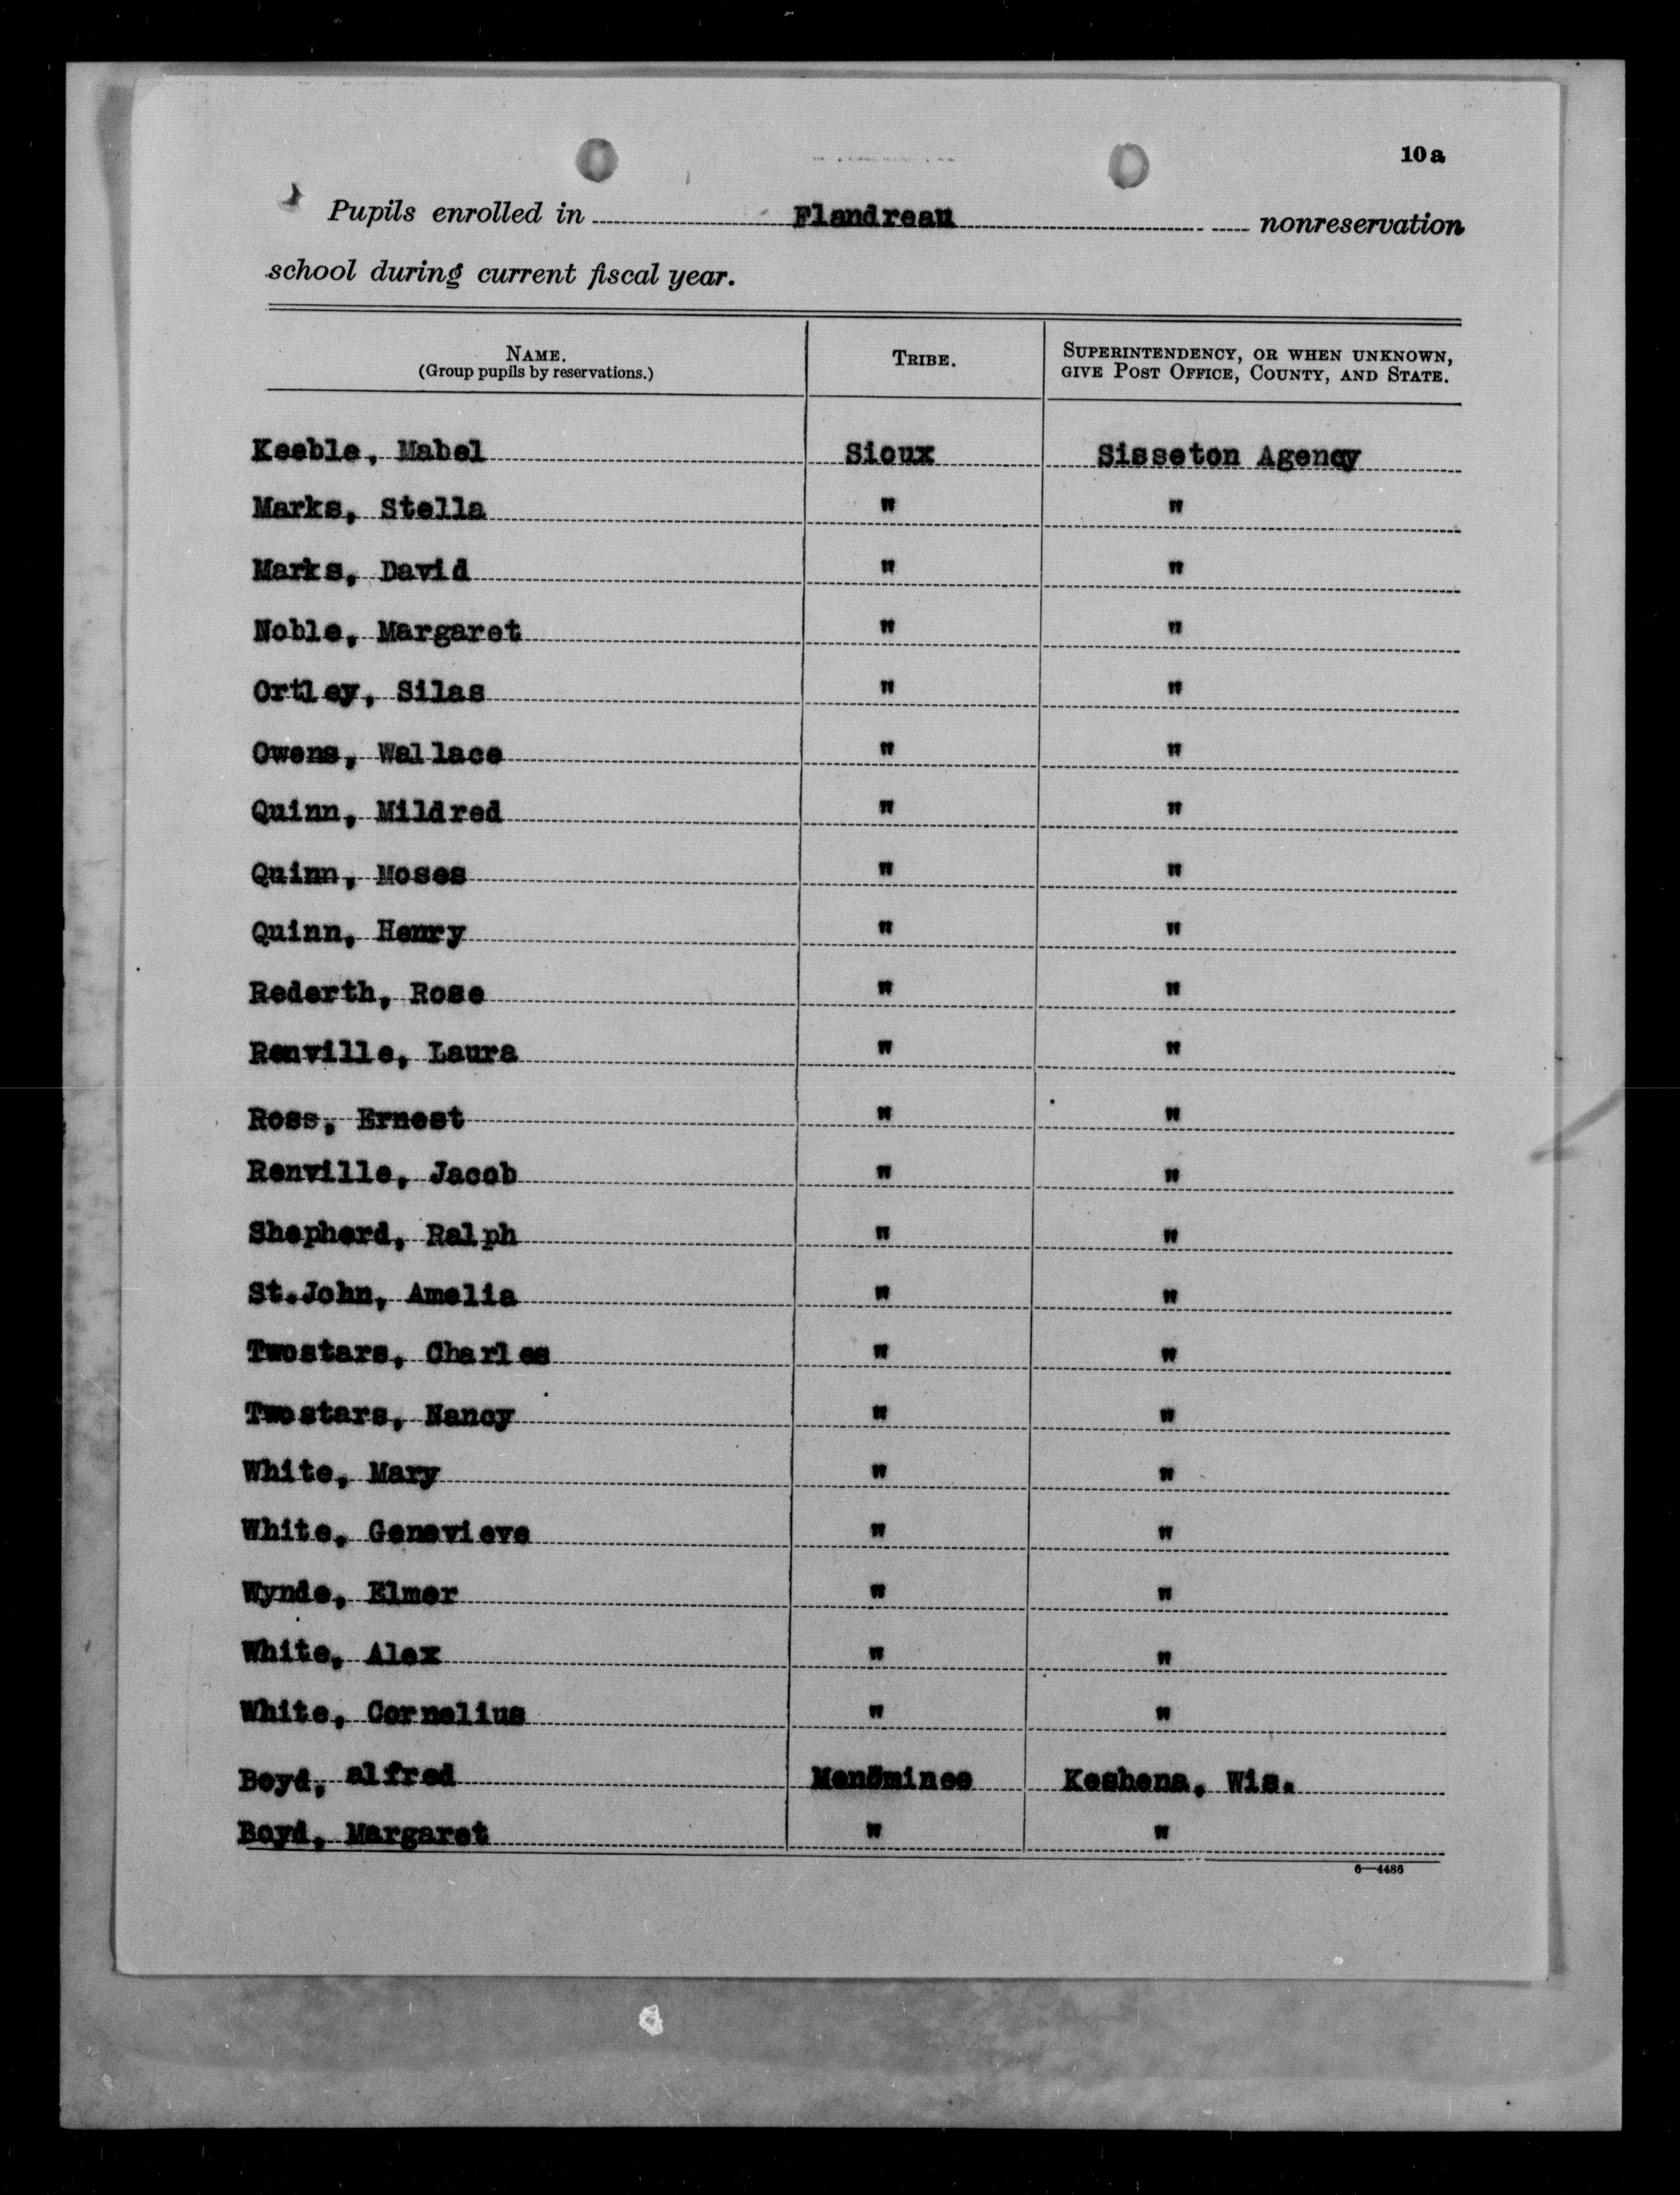 10a
Pupils enrolled in Flandreau nonreservation
school during current fiscal year.
NAME. TRIBE. SUPERINTENDENCY, OR WHEN UNKNOWN,
(Group pupils by reservations.) GIVE POST OFFICE, COUNTY, AND STATE.
Keeble, Mabel Sioux Sisseton Agency
Marks, Stella " "
Marks, David " "
Noble, Margaret " "
Ortley, Silas " "
Owens, Wallace " "
Quinn, Mildred " "
Quinn, Moses " "
Quinn, Henry " "
Rederth, Rose " "
Renville, Laura " "
Ross, Ernest " "
Renville, Jacob " "
Shepherd, Ralph " "
St.John, Amelia " "
Twostars, Charles " "
Twostars, Nancy " "
White, Mary " "
White, Genevieve " "
Wynde, Elmer " "
White, Alex " "
White, Cornelius " "
Boyd, alfred Menominee Keshena, Wis.
Boyd, Margaret " "
6—4486